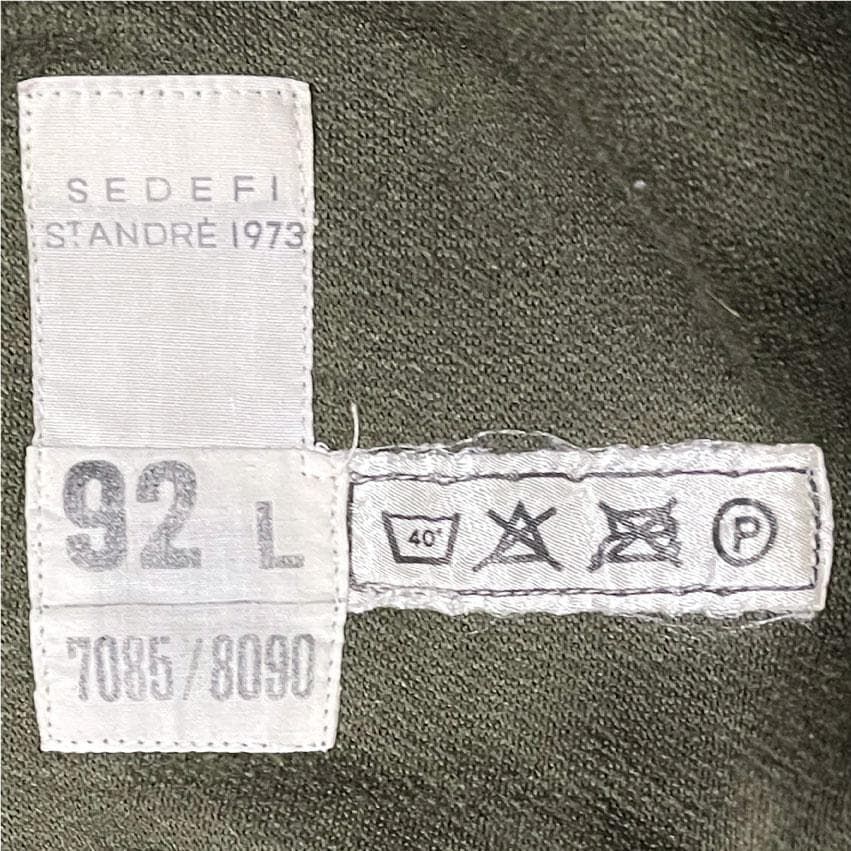 SEDEFI
ST ANDRÉ 1973
92 L
7085/8090
40° P